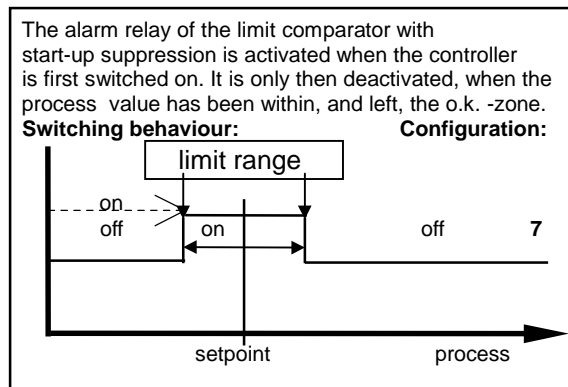 The alarm relay of the limit comparator with
start-up suppression is activated when the controller
is first switched on. It is only then deactivated, when the
process value has been within, and left, the o.k. -zone.
Switching behaviour: Configuration:
limit range
on
off on off 7
setpoint process